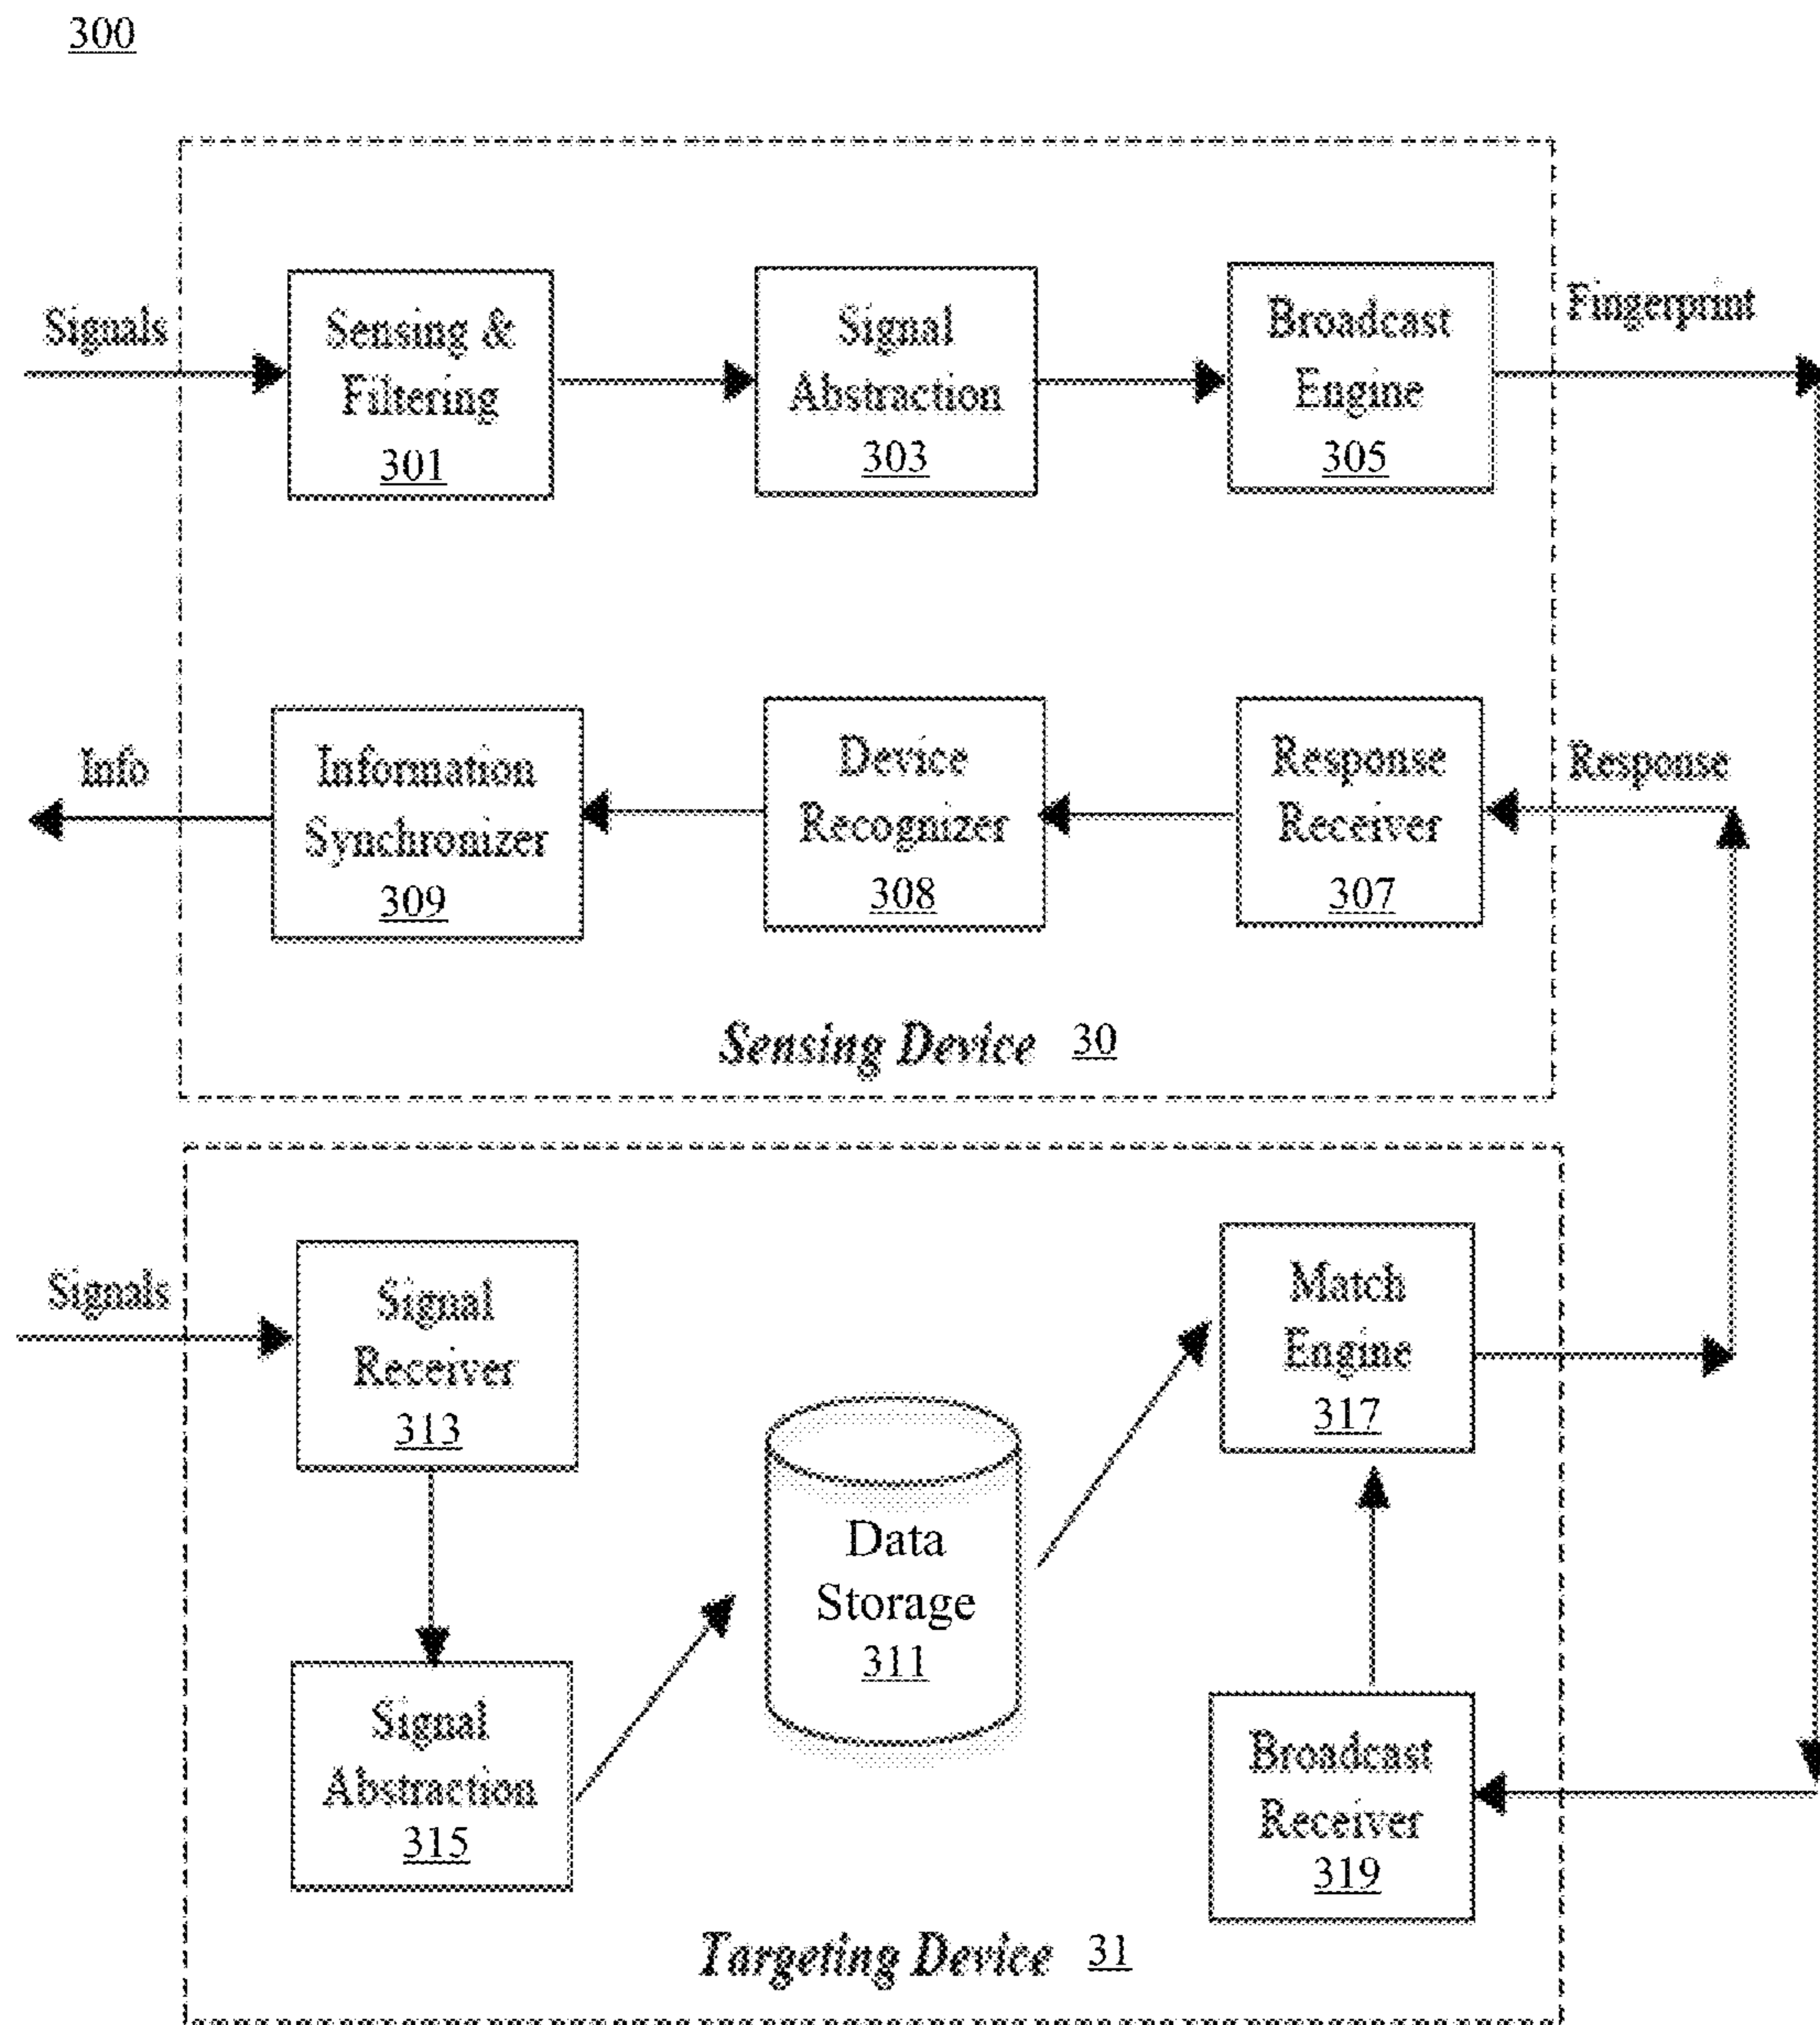 300
Signals
Sensing &
Filtering
301
Signal
Abstraction
303
Broadcast
Engine
305
Fingerprint
Info
Information
Synchronizer
309
Device
Recognizer
308
Response
Receiver
307
Response
Sensing Device 30
Signals
Signal
Receiver
313
Match
Engine
317
Data
Storage
311
Signal
Abstraction
315
Broadcast
Receiver
319
Targeting Device 31